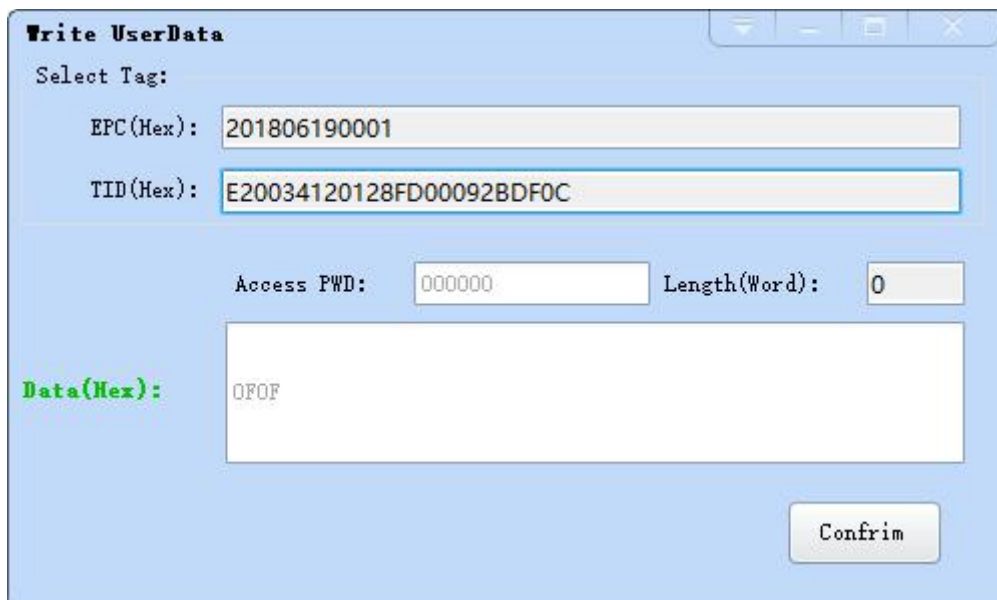 Write UserData
Select Tag:
EPC(Hex): 201806190001
TID(Hex): E20034120128FD00092BDF0C
Access PWD: 000000 Length(Word): 0
Data(Hex): 0F0F
Confrim